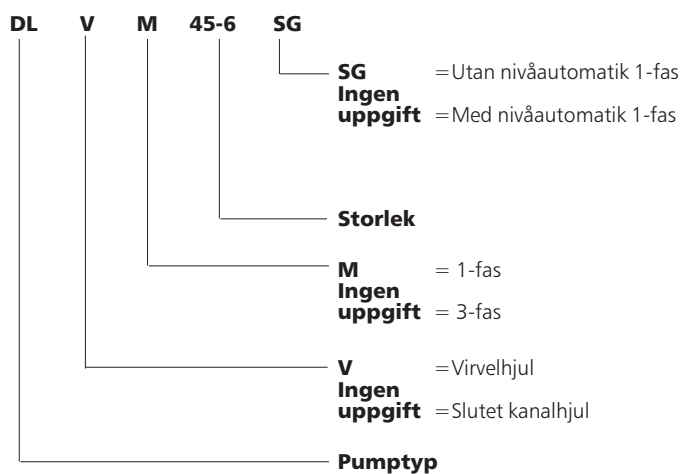 DL V M 45-6 SG
SG =Utan nivåautomatik 1-fas
Ingen
uppgift =Med nivåautomatik 1-fas
Storlek
M = 1-fas
Ingen
uppgift = 3-fas
V =Virvelhjul
Ingen
uppgift =Slutet kanalhjul
Pumptyp